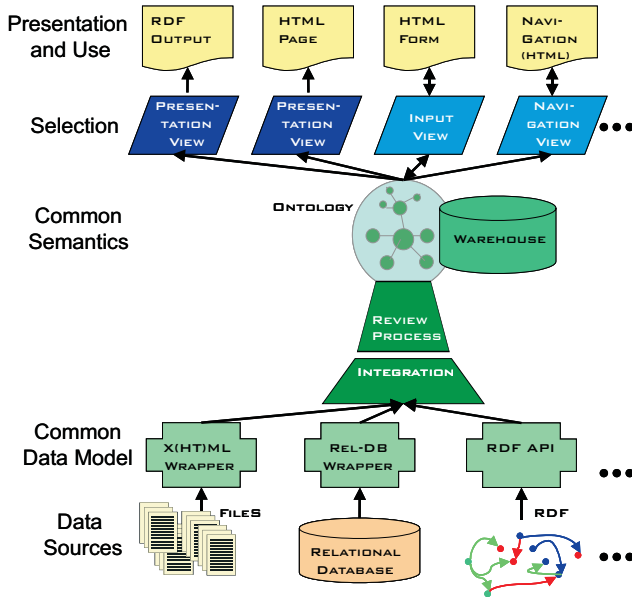 Presentation
and Use
RDF
Output
HTML
Page
HTML
Form
Navi-
gation
(HTML)
Selection
Presen-
tation
View
Presen-
tation
View
Input
View
Navi-
gation
View
Common
Semantics
Ontology
Warehouse
Review
Process
Integration
Common
Data Model
X(HT)ML
Wrapper
Rel-DB
Wrapper
RDF API
Data
Sources
Files
Relational
Database
RDF